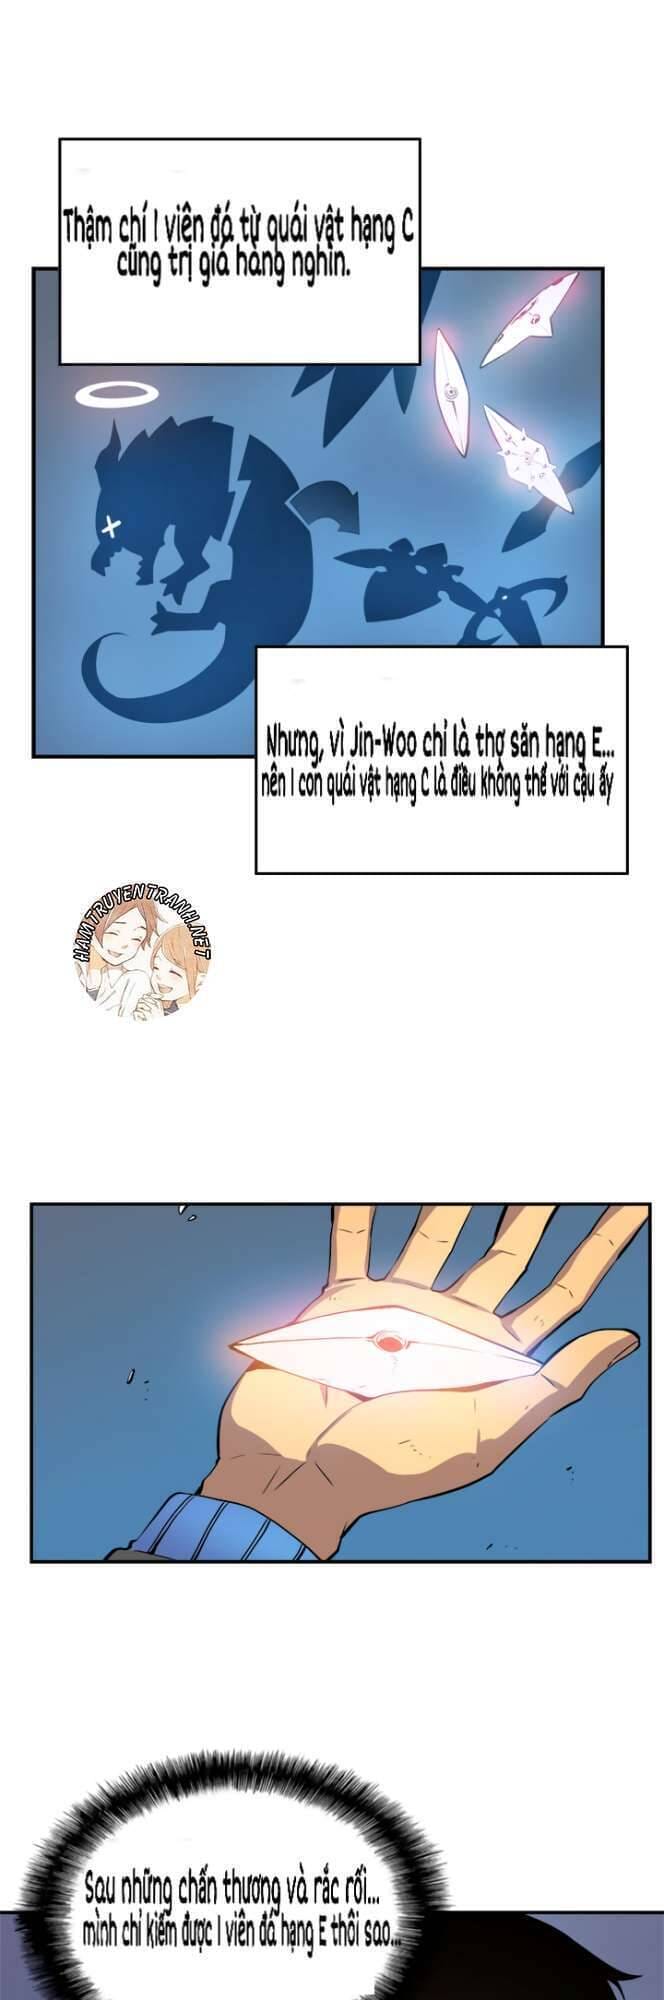 Thậm chí 1 viên đá từ quái vật hạng C
cũng trị giá hàng nghìn.
Nhưng, vì Jin-Woo chỉ là thợ săn hạng E...
nên 1 con quái vật hạng C là điều không thể với cậu ấy
HAMTRUYENTRANH.NET
Sau những chấn thương và rắc rối...
mình chỉ kiếm được 1 viên đá hạng E thôi sao...